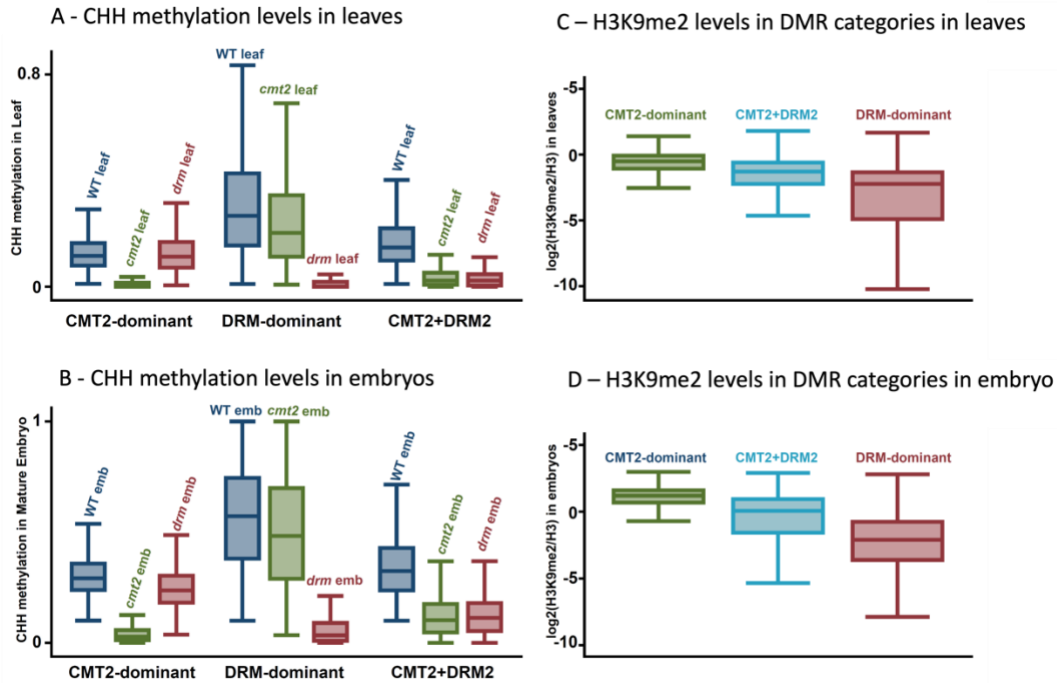 A - CHH methylation levels in leaves
CHH methylation in Leaf
0.8
0
WT leaf
cmt2 leaf
drm leaf
WT leaf
cmt2 leaf
drm leaf
WT leaf
cmt2 leaf
drm leaf
CMT2-dominant
DRM-dominant
CMT2+DRM2
C – H3K9me2 levels in DMR categories in leaves
log2(H3K9me2/H3) in leaves
-5
0
-5
-10
CMT2-dominant
CMT2+DRM2
DRM-dominant
B - CHH methylation levels in embryos
CHH methylation in Mature Embryo
1
0
WT emb
cmt2 emb
drm emb
WT emb
cmt2 emb
drm emb
WT emb
cmt2 emb
drm emb
CMT2-dominant
DRM-dominant
CMT2+DRM2
D – H3K9me2 levels in DMR categories in embryo
log2(H3K9me2/H3) in embryos
-5
0
-5
-10
CMT2-dominant
CMT2+DRM2
DRM-dominant